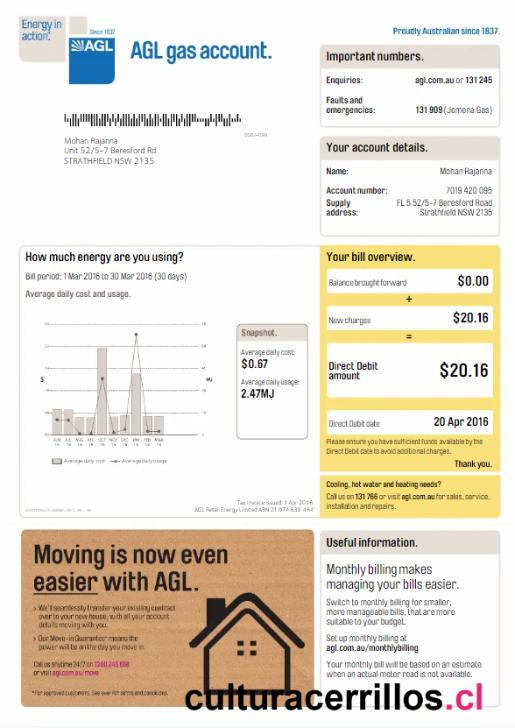 Energy in
action.
Since 1837
AGL
AGL gas account.
Proudly Australian since 1837.
Important numbers.
Enquiries: agl.com.au or 131 245
Faults and
emergencies: 131 909 (Jemena Gas)
Mohan Rajanna
Unit 52/5-7 Beresford Rd
STRATHFIELD NSW 2135
Your account details.
Name: Mohan Rajanna
Account number: 7019 420 095
Supply
address: FL 5 52/5-7 Beresford Road
Strathfield NSW 2135
How much energy are you using?
Bill period: 1 Mar 2016 to 30 Mar 2016 (30 days)
Average daily cost and usage.
$
MJ
JUN JUL AUG FEB OCT NOV DEC JAN FEB MAR
Average daily cost Average daily usage
Snapshot.
Average daily cost:
$0.67
Average daily usage:
2.47MJ
Tax invoice issued: 1 Apr 2016
AGL Retail Energy Limited ABN 21 074 839 464
Your bill overview.
Balance brought forward $0.00
+
New charges $20.16
=
Direct Debit
amount $20.16
Direct Debit date 20 Apr 2016
Please ensure you have sufficient funds available by the
Direct Debit date to avoid additional charges.
Thank you.
Cooling, hot water and heating needs?
Call us on 131 766 or visit agl.com.au for sales, service,
installation and repairs.
Moving is now even
easier with AGL.
> We'll seamlessly transfer your existing contract
over to your new house, with all your account
details moving with you.
> Our Move-in Guarantee* means the
power will be on the day you move in.
Call us anytime 24/7 on 1300 245 658
or visit agl.com.au/move
*For approved customers. See over for terms and conditions.
Useful information.
Monthly billing makes
managing your bills easier.
Switch to monthly billing for smaller,
more manageable bills, that are more
suitable to your budget.
Set up monthly billing at
agl.com.au/monthlybilling
Your monthly bill will be based on an estimate
when an actual meter read is not available.
culturacerrillos.cl